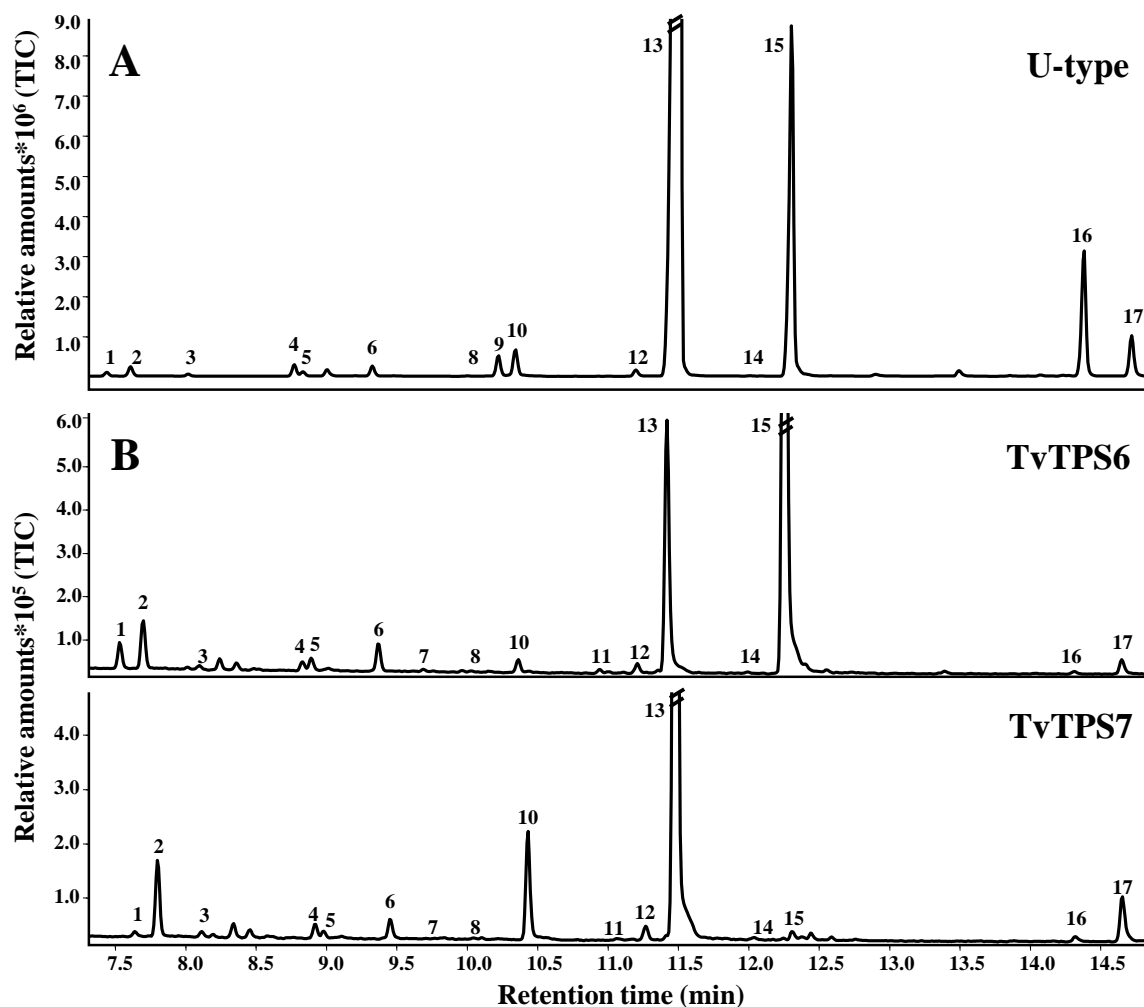 A
U-type
Relative amounts*10⁶ (TIC)
9.0
8.0
7.0
6.0
5.0
4.0
3.0
2.0
1.0
1 2 3 4 5 6 8 9 10 12 13 14 15 16 17
B
TvTPS6
Relative amounts*10⁵ (TIC)
6.0
5.0
4.0
3.0
2.0
1.0
1 2 3 4 5 6 7 8 10 11 12 13 14 15 16 17
TvTPS7
4.0
3.0
2.0
1.0
1 2 3 4 5 6 7 8 10 11 12 13 14 15 16 17
7.5 8.0 8.5 9.0 9.5 10.0 10.5 11.0 11.5 12.0 12.5 13.0 13.5 14.0 14.5
Retention time (min)